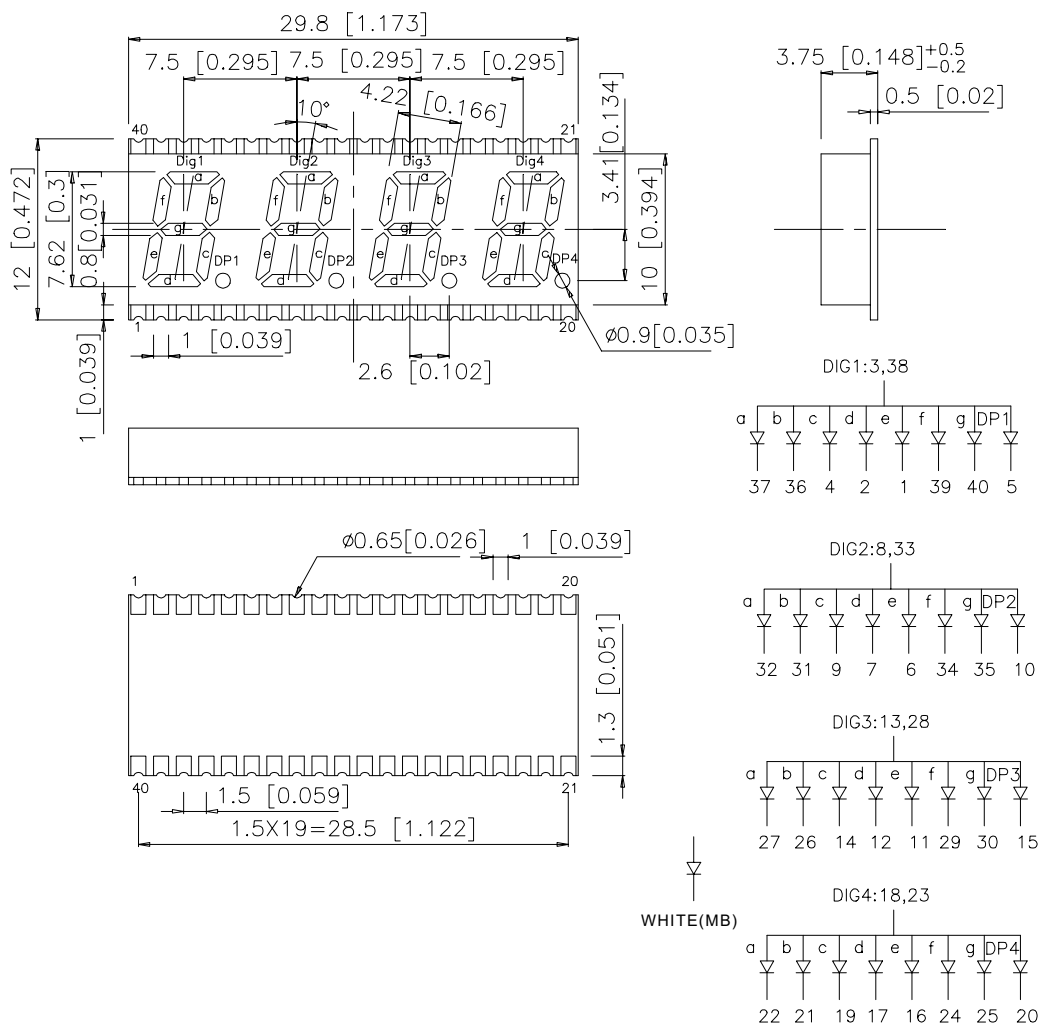 29.8 [1.173]
7.5 [0.295] 7.5 [0.295] 7.5 [0.295]
4.22 [0.166]
10°
40 21
Dig1 Dig2 Dig3 Dig4
a a a a
f b f b f b f b
g g g g
e c e c e c e c
d d d d
DP1 DP2 DP3 DP4
1 20
12 [0.472]
7.62 [0.3]
0.8[0.031]
1 [0.039]
1 [0.039]
2.6 [0.102]
ø0.9[0.035]
3.41[0.134]
10 [0.394]
3.75 [0.148]+0.5 -0.2
0.5 [0.02]
ø0.65[0.026] 1 [0.039]
1 20
1.3 [0.051]
40 21
1.5 [0.059]
1.5X19=28.5 [1.122]
DIG1:3,38
a b c d e f g DP1
37 36 4 2 1 39 40 5
DIG2:8,33
a b c d e f g DP2
32 31 9 7 6 34 35 10
DIG3:13,28
a b c d e f g DP3
27 26 14 12 11 29 30 15
WHITE(MB)
DIG4:18,23
a b c d e f g DP4
22 21 19 17 16 24 25 20